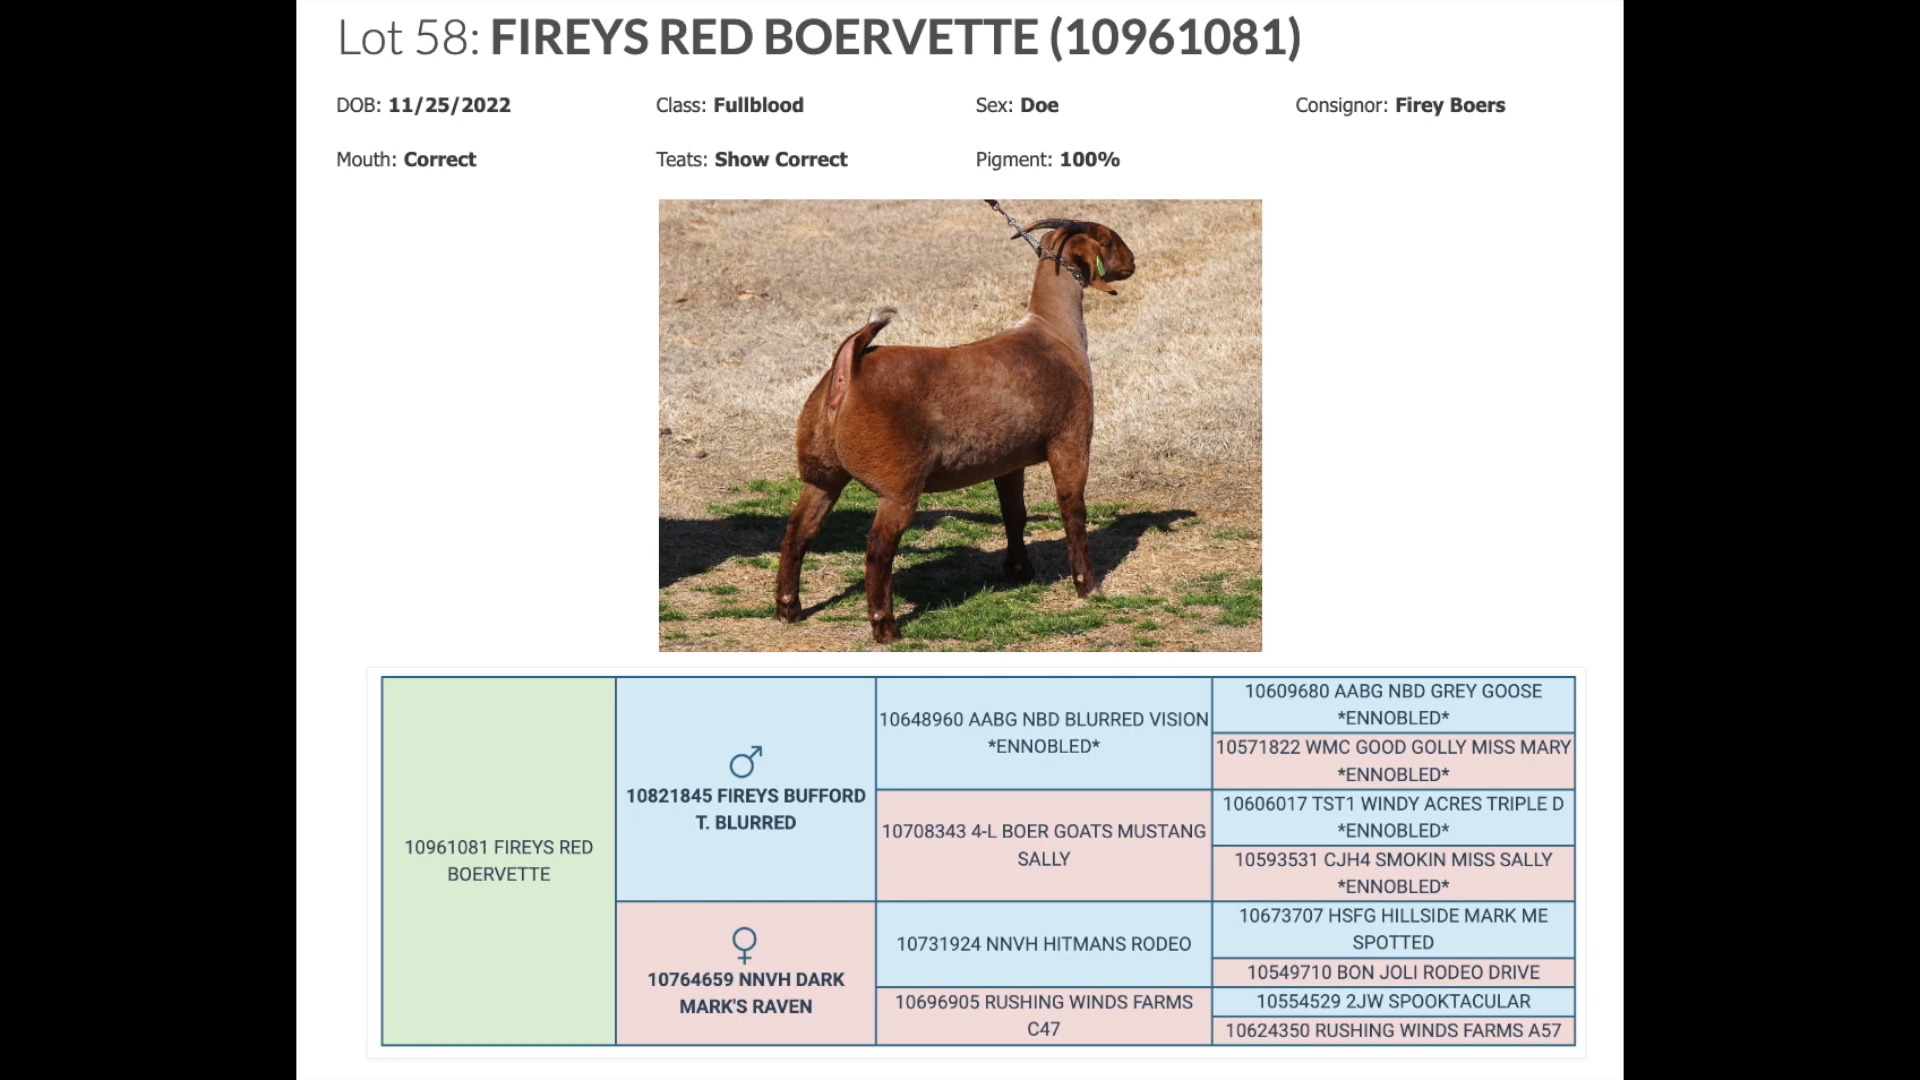 Lot 58: FIREYS RED BOERVETTE (10961081)
DOB: 11/25/2022
Class: Fullblood
Sex: Doe
Consignor: Firey Boers
Mouth: Correct
Teats: Show Correct
Pigment: 100%
10961081 FIREYS RED
BOERVETTE
10821845 FIREYS BUFFORD
T. BLURRED
10764659 NNVH DARK
MARK'S RAVEN
10648960 AABG NBD BLURRED VISION
*ENNOBLED*
10708343 4-L BOER GOATS MUSTANG
SALLY
10731924 NNVH HITMANS RODEO
10696905 RUSHING WINDS FARMS
C47
10609680 AABG NBD GREY GOOSE
*ENNOBLED*
10571822 WMC GOOD GOLLY MISS MARY
*ENNOBLED*
10606017 TST1 WINDY ACRES TRIPLE D
*ENNOBLED*
10593531 CJH4 SMOKIN MISS SALLY
*ENNOBLED*
10673707 HSFG HILLSIDE MARK ME
SPOTTED
10549710 BON JOLI RODEO DRIVE
10554529 2JW SPOOKTACULAR
10624350 RUSHING WINDS FARMS A57